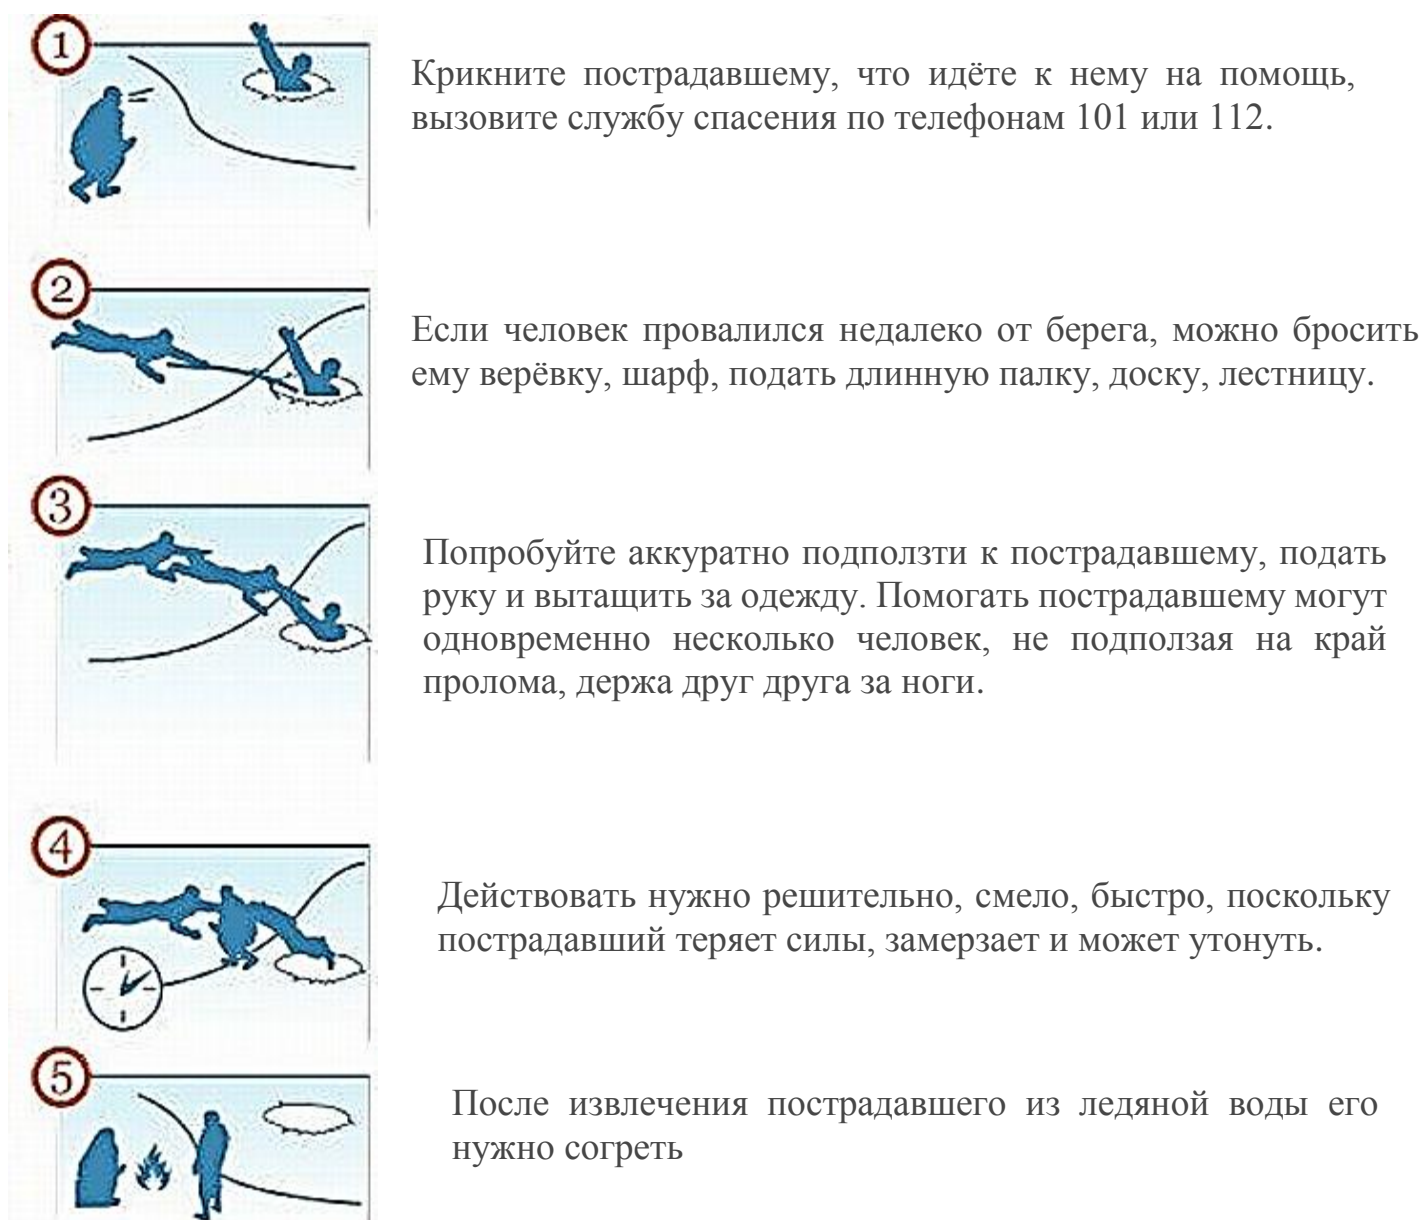 1
Крикните пострадавшему, что идёте к нему на помощь,
вызовите службу спасения по телефонам 101 или 112.
2
Если человек провалился недалеко от берега, можно бросить
ему верёвку, шарф, подать длинную палку, доску, лестницу.
3
Попробуйте аккуратно подползти к пострадавшему, подать
руку и вытащить за одежду. Помогать пострадавшему могут
одновременно несколько человек, не подползая на край
пролома, держа друг друга за ноги.
4
Действовать нужно решительно, смело, быстро, поскольку
пострадавший теряет силы, замерзает и может утонуть.
5
После извлечения пострадавшего из ледяной воды его
нужно согреть